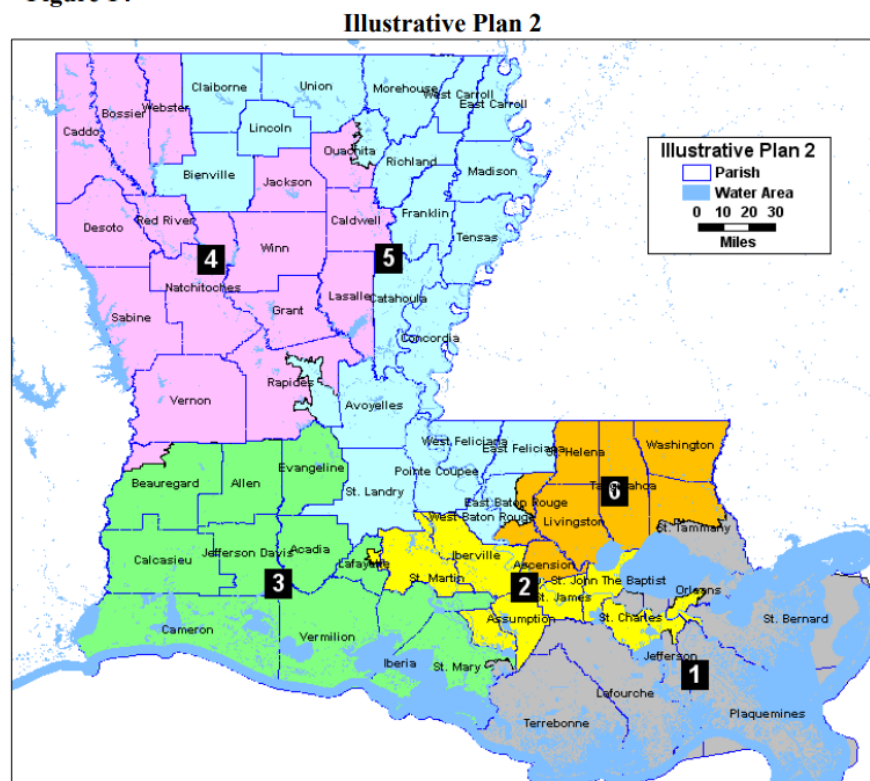 Illustrative Plan 2
Claiborne
Union
Morehouse
West Carroll
East Carroll
Bossier
Webster
Caddo
Lincoln
Ouachita
Richland
Madison
Bienville
Jackson
Franklin
Desoto
Red River
Caldwell
Tensas
Winn
4
5
Natchitoches
Lasalle
Catahoula
Sabine
Grant
Concordia
Rapides
Vernon
Avoyelles
West Feliciana
East Feliciana
St. Helena
Washington
Beauregard
Allen
Evangeline
Pointe Coupee
Tangipahoa
6
St. Landry
East Baton Rouge
West Baton Rouge
Livingston
St. Tammany
Calcasieu
Jefferson Davis
Acadia
Lafayette
Iberville
Ascension
3
St. Martin
2
St. John The Baptist
Orleans
St. James
Cameron
Vermilion
Assumption
St. Charles
St. Bernard
Iberia
St. Mary
Jefferson
1
Lafourche
Terrebonne
Plaquemines
Illustrative Plan 2
Parish
Water Area
0 10 20 30
Miles